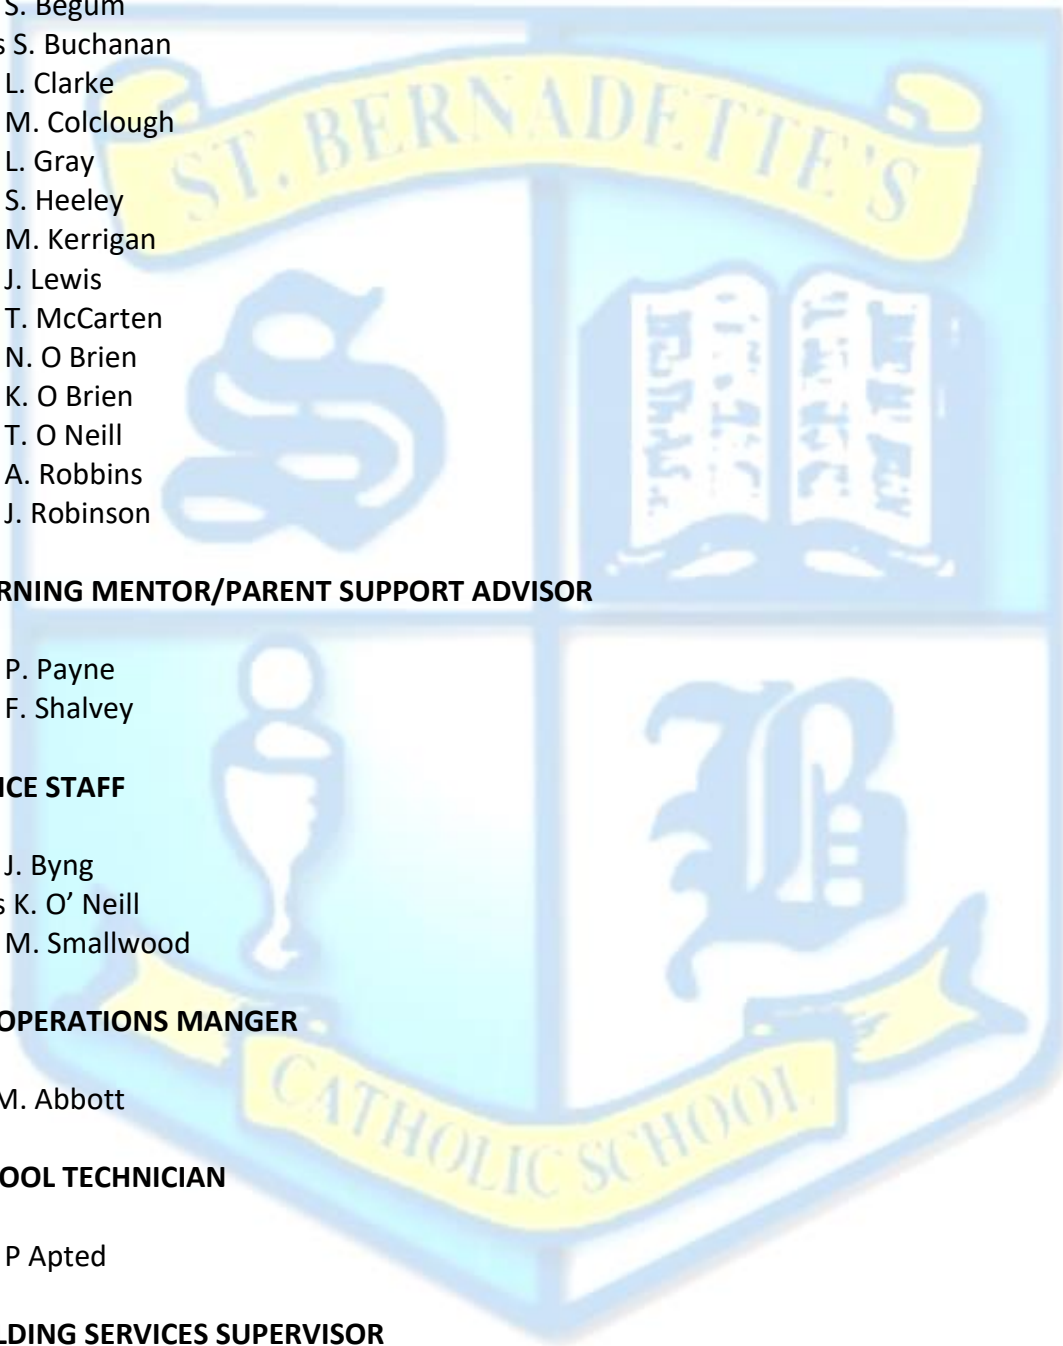 S. Begum
s S. Buchanan
L. Clarke
M. Colclough
L. Gray
S. Heeley
M. Kerrigan
J. Lewis
T. McCarten
N. O Brien
K. O Brien
T. O Neill
A. Robbins
J. Robinson
RNING MENTOR/PARENT SUPPORT ADVISOR
P. Payne
F. Shalvey
ICE STAFF
J. Byng
s K. O’ Neill
M. Smallwood
OPERATIONS MANGER
M. Abbott
OOL TECHNICIAN
P Apted
LDING SERVICES SUPERVISOR
ST. BERNADETTE'S
S
B
CATHOLIC SCHOOL